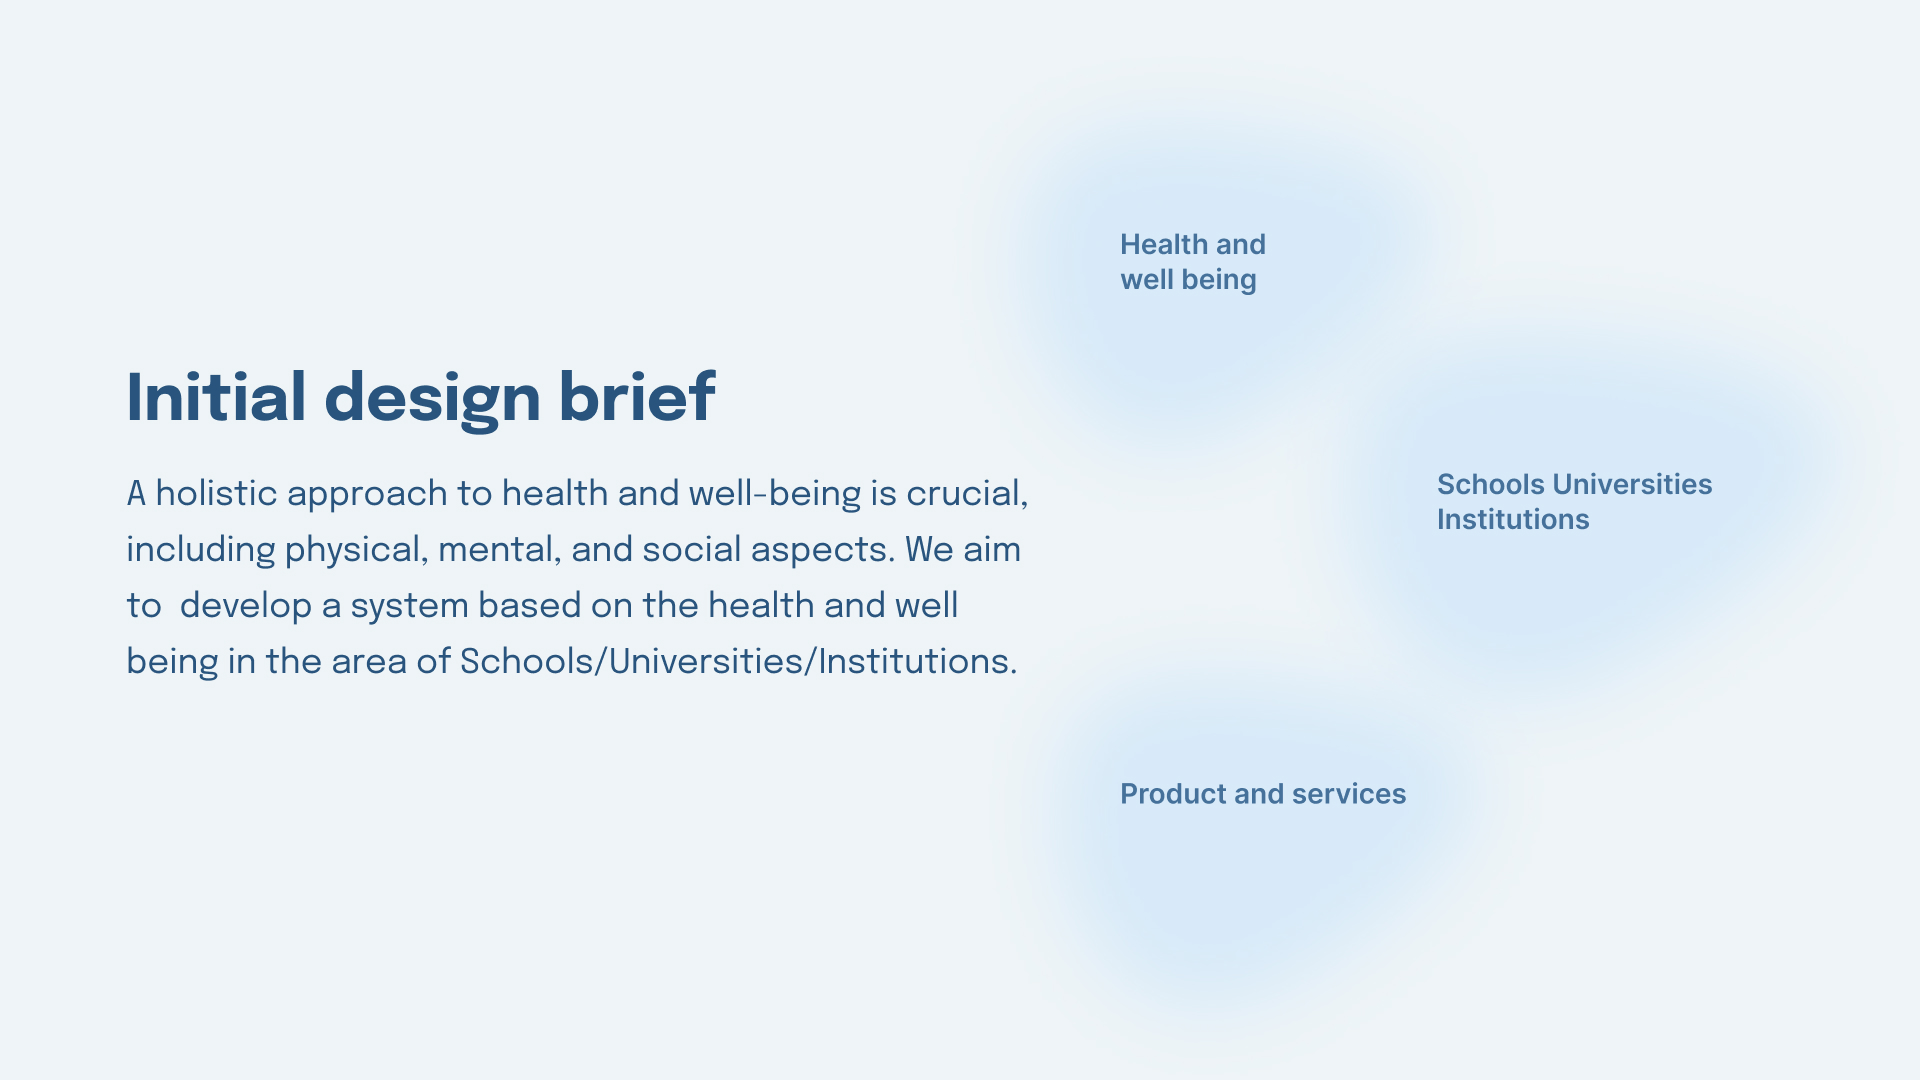 Initial design brief
A holistic approach to health and well-being is crucial,
including physical, mental, and social aspects. We aim
to  develop a system based on the health and well
being in the area of Schools/Universities/Institutions.
Health and
well being
Schools Universities
Institutions
Product and services